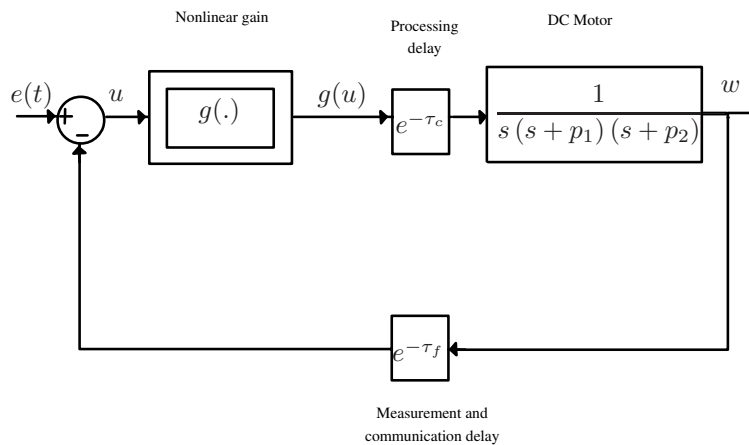 Nonlinear gain
Processing
delay
DC Motor
e(t)
+
−
u
g(.)
g(u)
e^{−τ_c}
1
s (s + p_1) (s + p_2)
w
e^{−τ_f}
Measurement and
communication delay